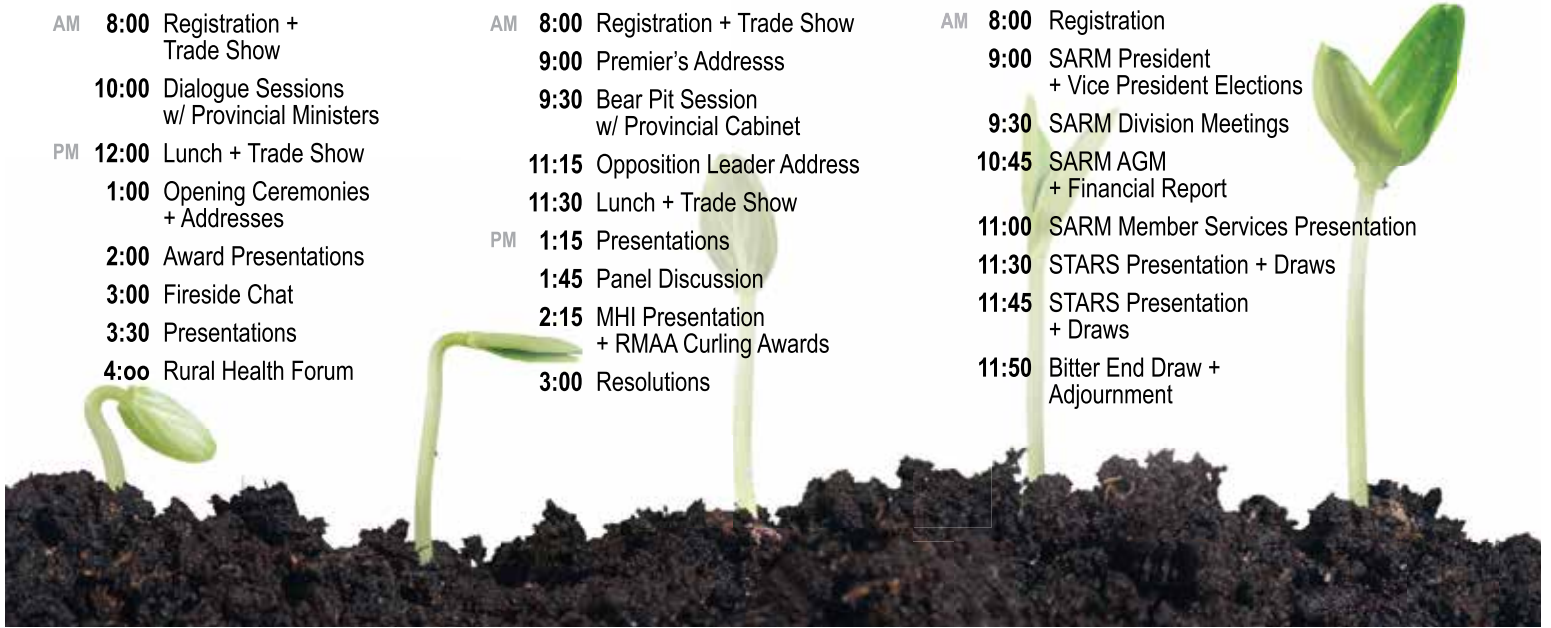 AM 8:00 Registration +
Trade Show
10:00 Dialogue Sessions
w/ Provincial Ministers
PM 12:00 Lunch + Trade Show
1:00 Opening Ceremonies
+ Addresses
2:00 Award Presentations
3:00 Fireside Chat
3:30 Presentations
4:oo Rural Health Forum
AM 8:00 Registration + Trade Show
9:00 Premier's Addresss
9:30 Bear Pit Session
w/ Provincial Cabinet
11:15 Opposition Leader Address
11:30 Lunch + Trade Show
PM 1:15 Presentations
1:45 Panel Discussion
2:15 MHI Presentation
+ RMAA Curling Awards
3:00 Resolutions
AM 8:00 Registration
9:00 SARM President
+ Vice President Elections
9:30 SARM Division Meetings
10:45 SARM AGM
+ Financial Report
11:00 SARM Member Services Presentation
11:30 STARS Presentation + Draws
11:45 STARS Presentation
+ Draws
11:50 Bitter End Draw +
Adjournment